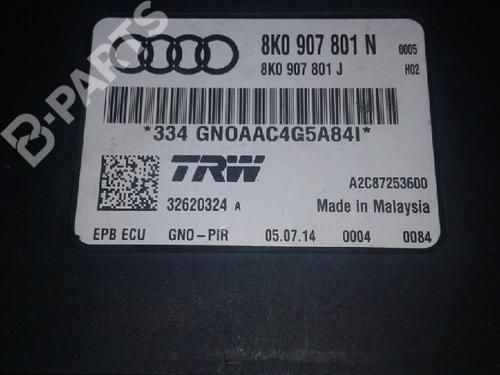 8K0 907 801 N 0005
8K0 907 801 J H02
*334 GNOAAC4G5A84I*
TRW
A2C87253600
32620324 A
Made in Malaysia
EPB ECU GNO-PIR 05.07.14 0004 0084
B-PARTS